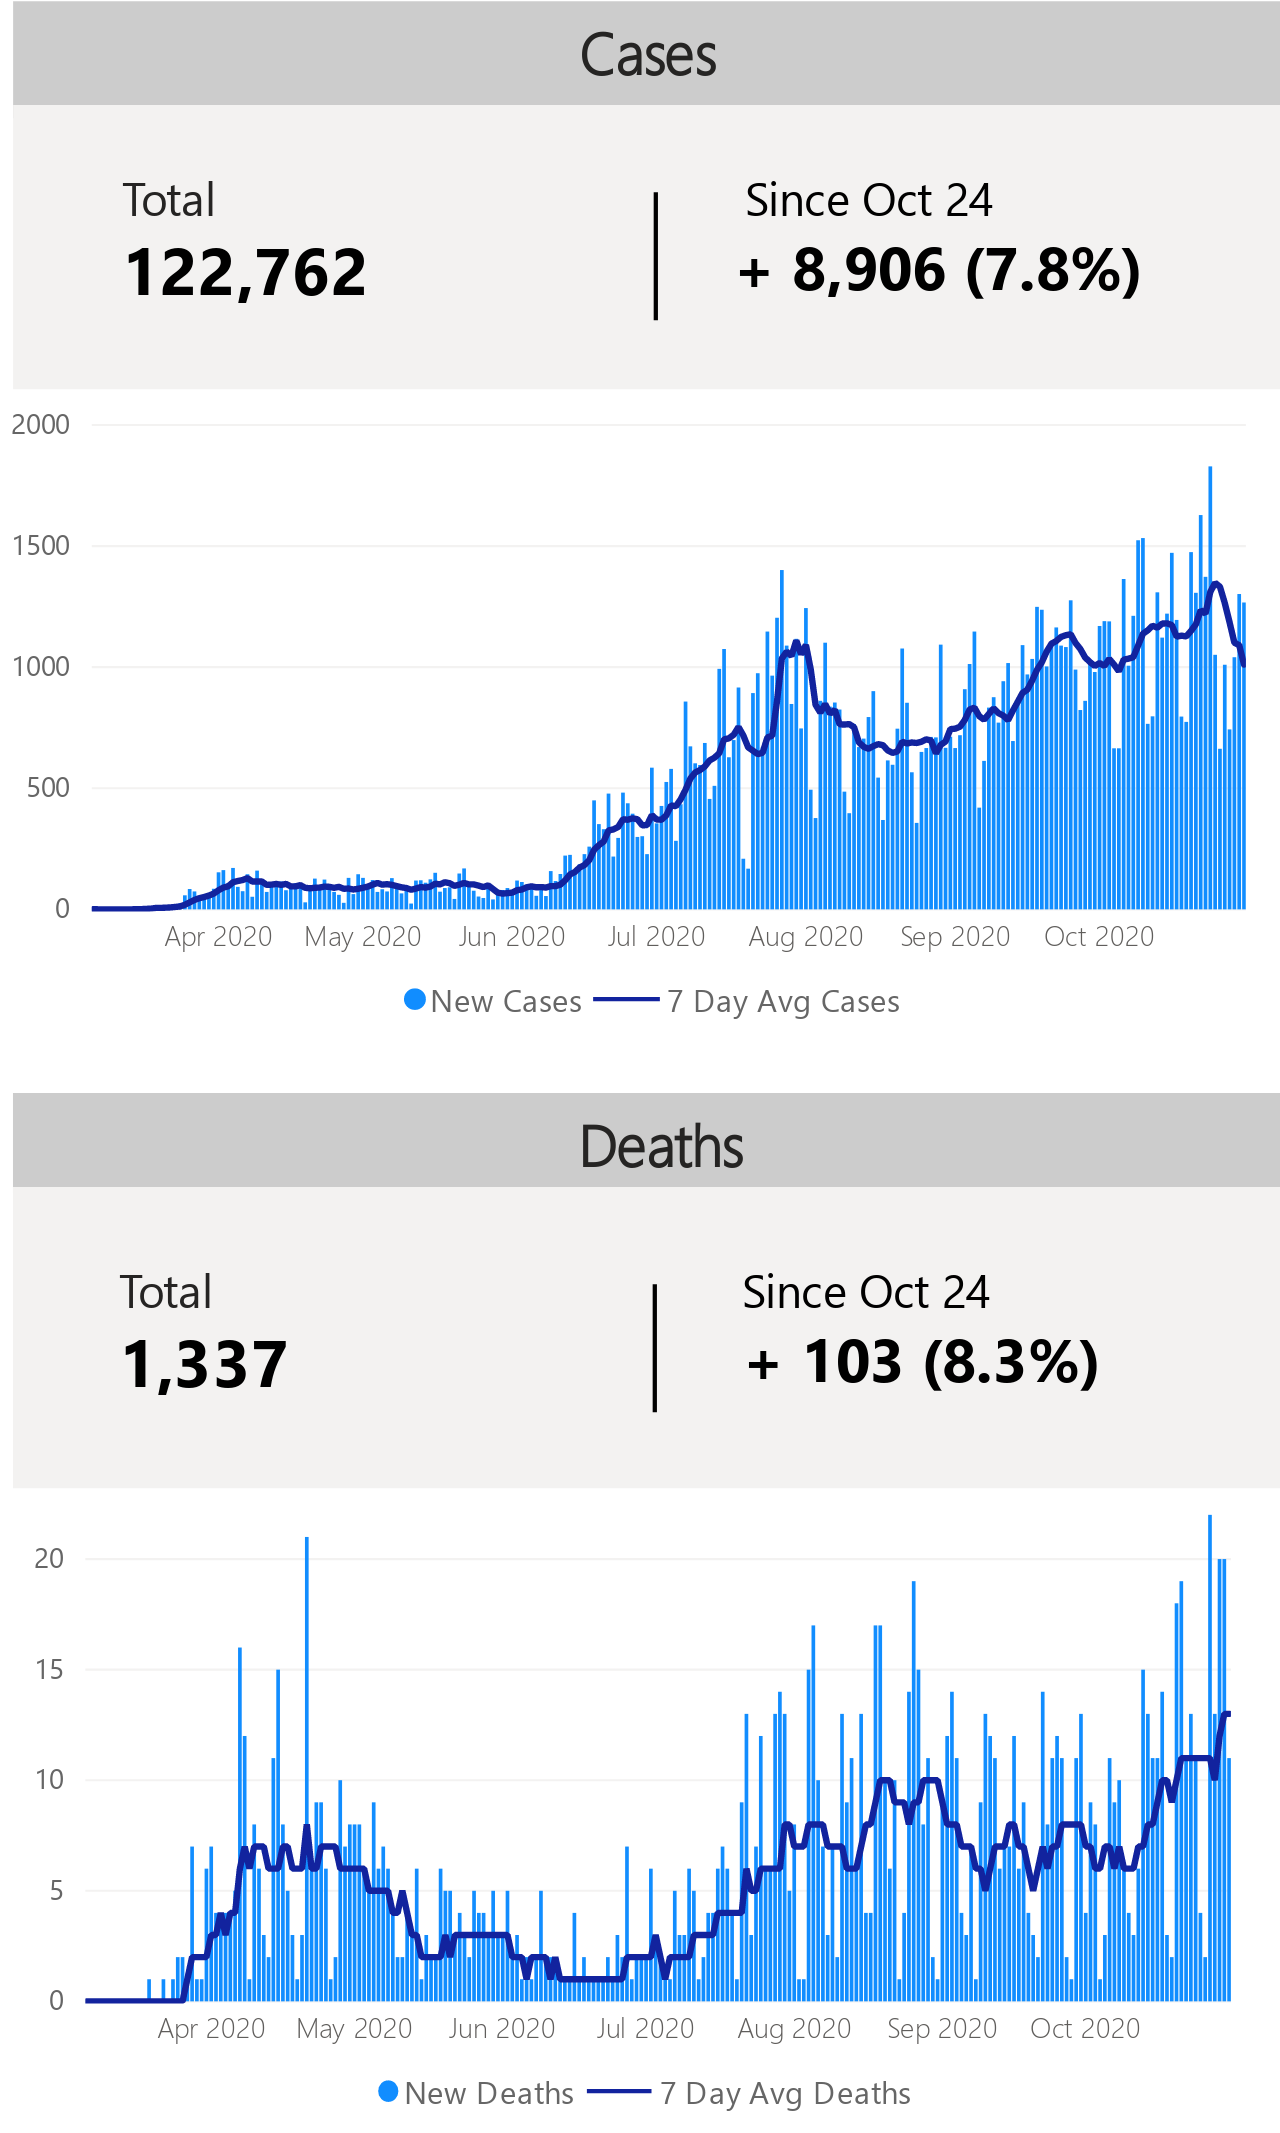 Cases
Total
Since Oct 24
122,762
+ 8,906 (7.8%)
2000
1500
1000
500
0
Apr 2020 May 2020 Jun 2020 Jul 2020 Aug 2020 Sep 2020 Oct 2020
New Cases 7 Day Avg Cases
Deaths
Total
Since Oct 24
1,337
+ 103 (8.3%)
20
15
10
5
0
Apr 2020 May 2020 Jun 2020 Jul 2020 Aug 2020 Sep 2020 Oct 2020
New Deaths 7 Day Avg Deaths